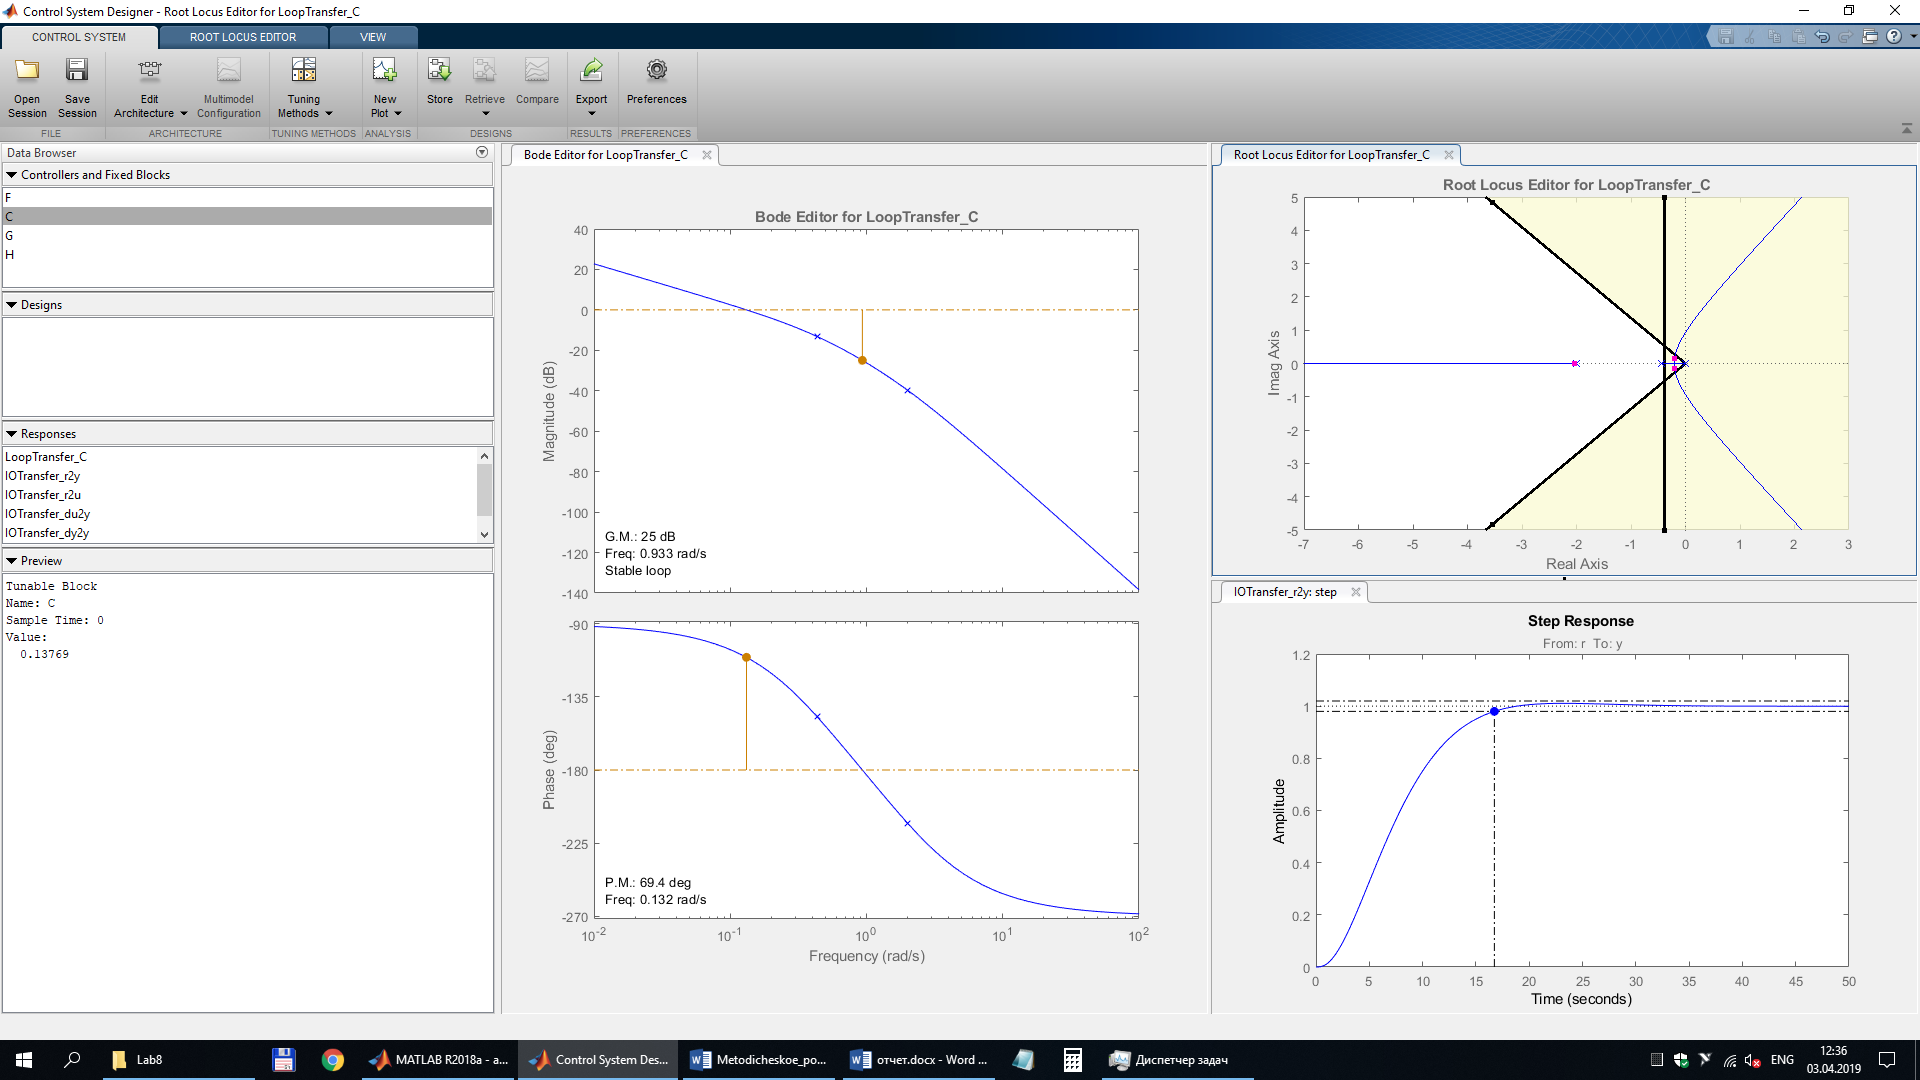 Control System Designer - Root Locus Editor for LoopTransfer_C
CONTROL SYSTEM
ROOT LOCUS EDITOR
VIEW
Open Session
Save Session
Edit Architecture
Multimodel Configuration
Tuning Methods
New Plot
Store
Retrieve
Compare
Export
Preferences
FILE
ARCHITECTURE
TUNING METHODS
ANALYSIS
DESIGNS
RESULTS
PREFERENCES
Data Browser
Controllers and Fixed Blocks
F
C
G
H
Designs
Responses
LoopTransfer_C
IOTransfer_r2y
IOTransfer_r2u
IOTransfer_du2y
IOTransfer_dy2y
Preview
Tunable Block
Name: C
Sample Time: 0
Value:
0.13769
Bode Editor for LoopTransfer_C
Bode Editor for LoopTransfer_C
Magnitude (dB)
40
20
0
-20
-40
-60
-80
-100
-120
-140
G.M.: 25 dB
Freq: 0.933 rad/s
Stable loop
Phase (deg)
-90
-135
-180
-225
-270
P.M.: 69.4 deg
Freq: 0.132 rad/s
10^-2 10^-1 10^0 10^1 10^2
Frequency (rad/s)
Root Locus Editor for LoopTransfer_C
Root Locus Editor for LoopTransfer_C
Imag Axis
5
4
3
2
1
0
-1
-2
-3
-4
-5
-7 -6 -5 -4 -3 -2 -1 0 1 2 3
Real Axis
IOTransfer_r2y: step
Step Response
From: r To: y
Amplitude
1.2
1
0.8
0.6
0.4
0.2
0
0 5 10 15 20 25 30 35 40 45 50
Time (seconds)
Lab8
MATLAB R2018a - a...
Control System Des...
Metodicheskoe_po...
отчет.docx - Word ...
Диспетчер задач
ENG
12:36
03.04.2019